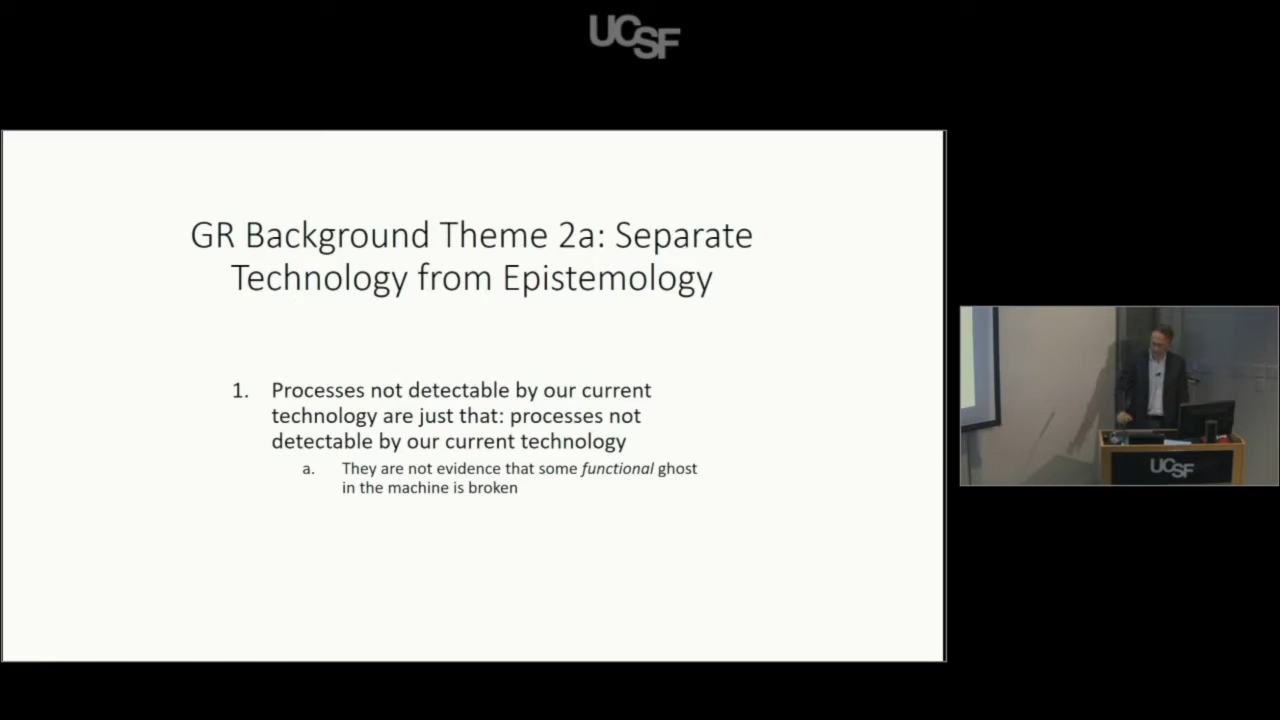 UCSF
GR Background Theme 2a: Separate
Technology from Epistemology
1. Processes not detectable by our current
technology are just that: processes not
detectable by our current technology
a. They are not evidence that some functional ghost
in the machine is broken
UCSF